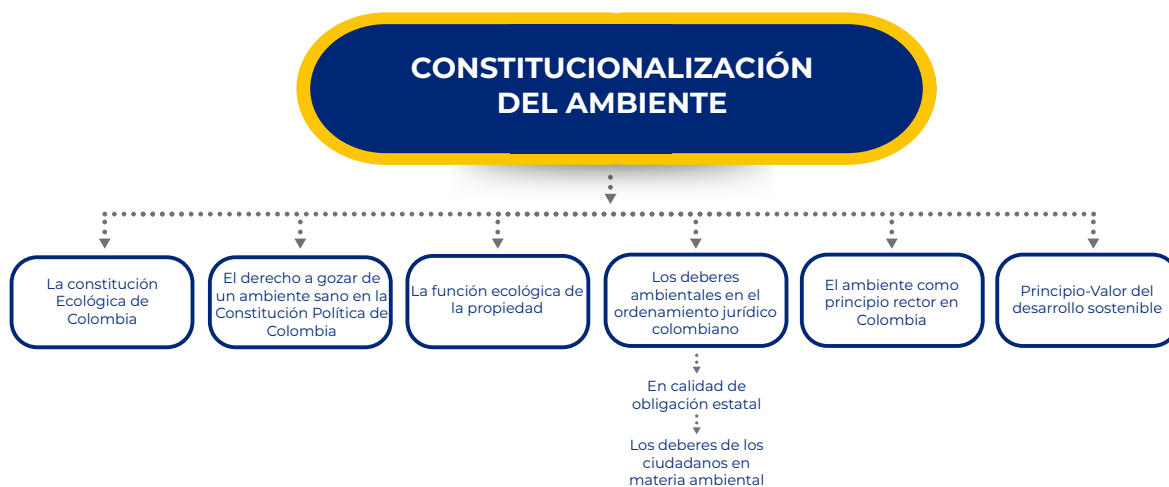 CONSTITUCIONALIZACIÓN
DEL AMBIENTE
La constitución
Ecológica de
Colombia
El derecho a gozar de
un ambiente sano en la
Constitución Política de
Colombia
La función ecológica de
la propiedad
Los deberes
ambientales en el
ordenamiento jurídico
colombiano
En calidad de
obligación estatal
Los deberes de los
ciudadanos en
materia ambiental
El ambiente como
principio rector en
Colombia
Principio-Valor del
desarrollo sostenible